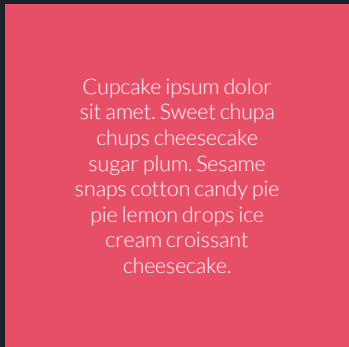 Cupcake ipsum dolor
sit amet. Sweet chupa
chups cheesecake
sugar plum. Sesame
snaps cotton candy pie
pie lemon drops ice
cream croissant
cheesecake.